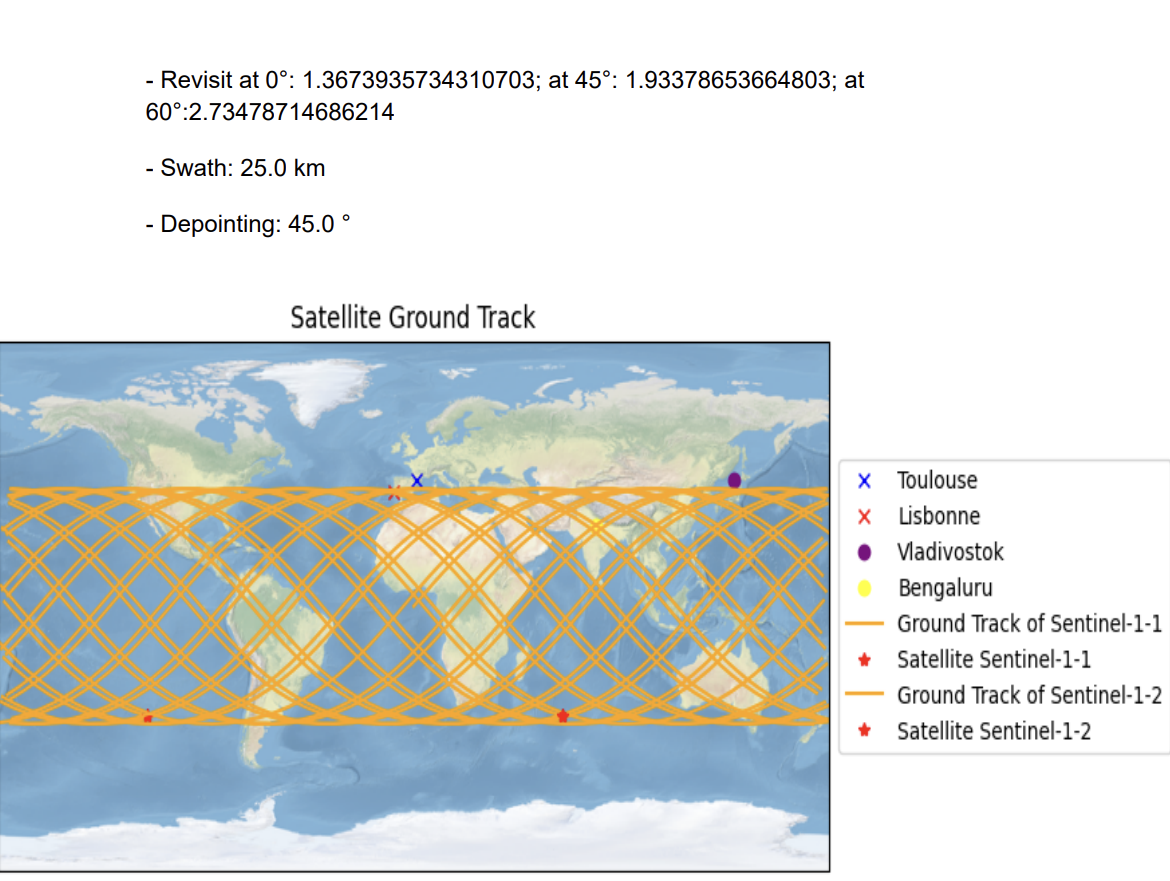 - Revisit at 0°: 1.3673935734310703; at 45°: 1.93378653664803; at
60°:2.73478714686214
- Swath: 25.0 km
- Depointing: 45.0 °
Satellite Ground Track
Toulouse
Lisbonne
Vladivostok
Bengaluru
Ground Track of Sentinel-1-1
Satellite Sentinel-1-1
Ground Track of Sentinel-1-2
Satellite Sentinel-1-2